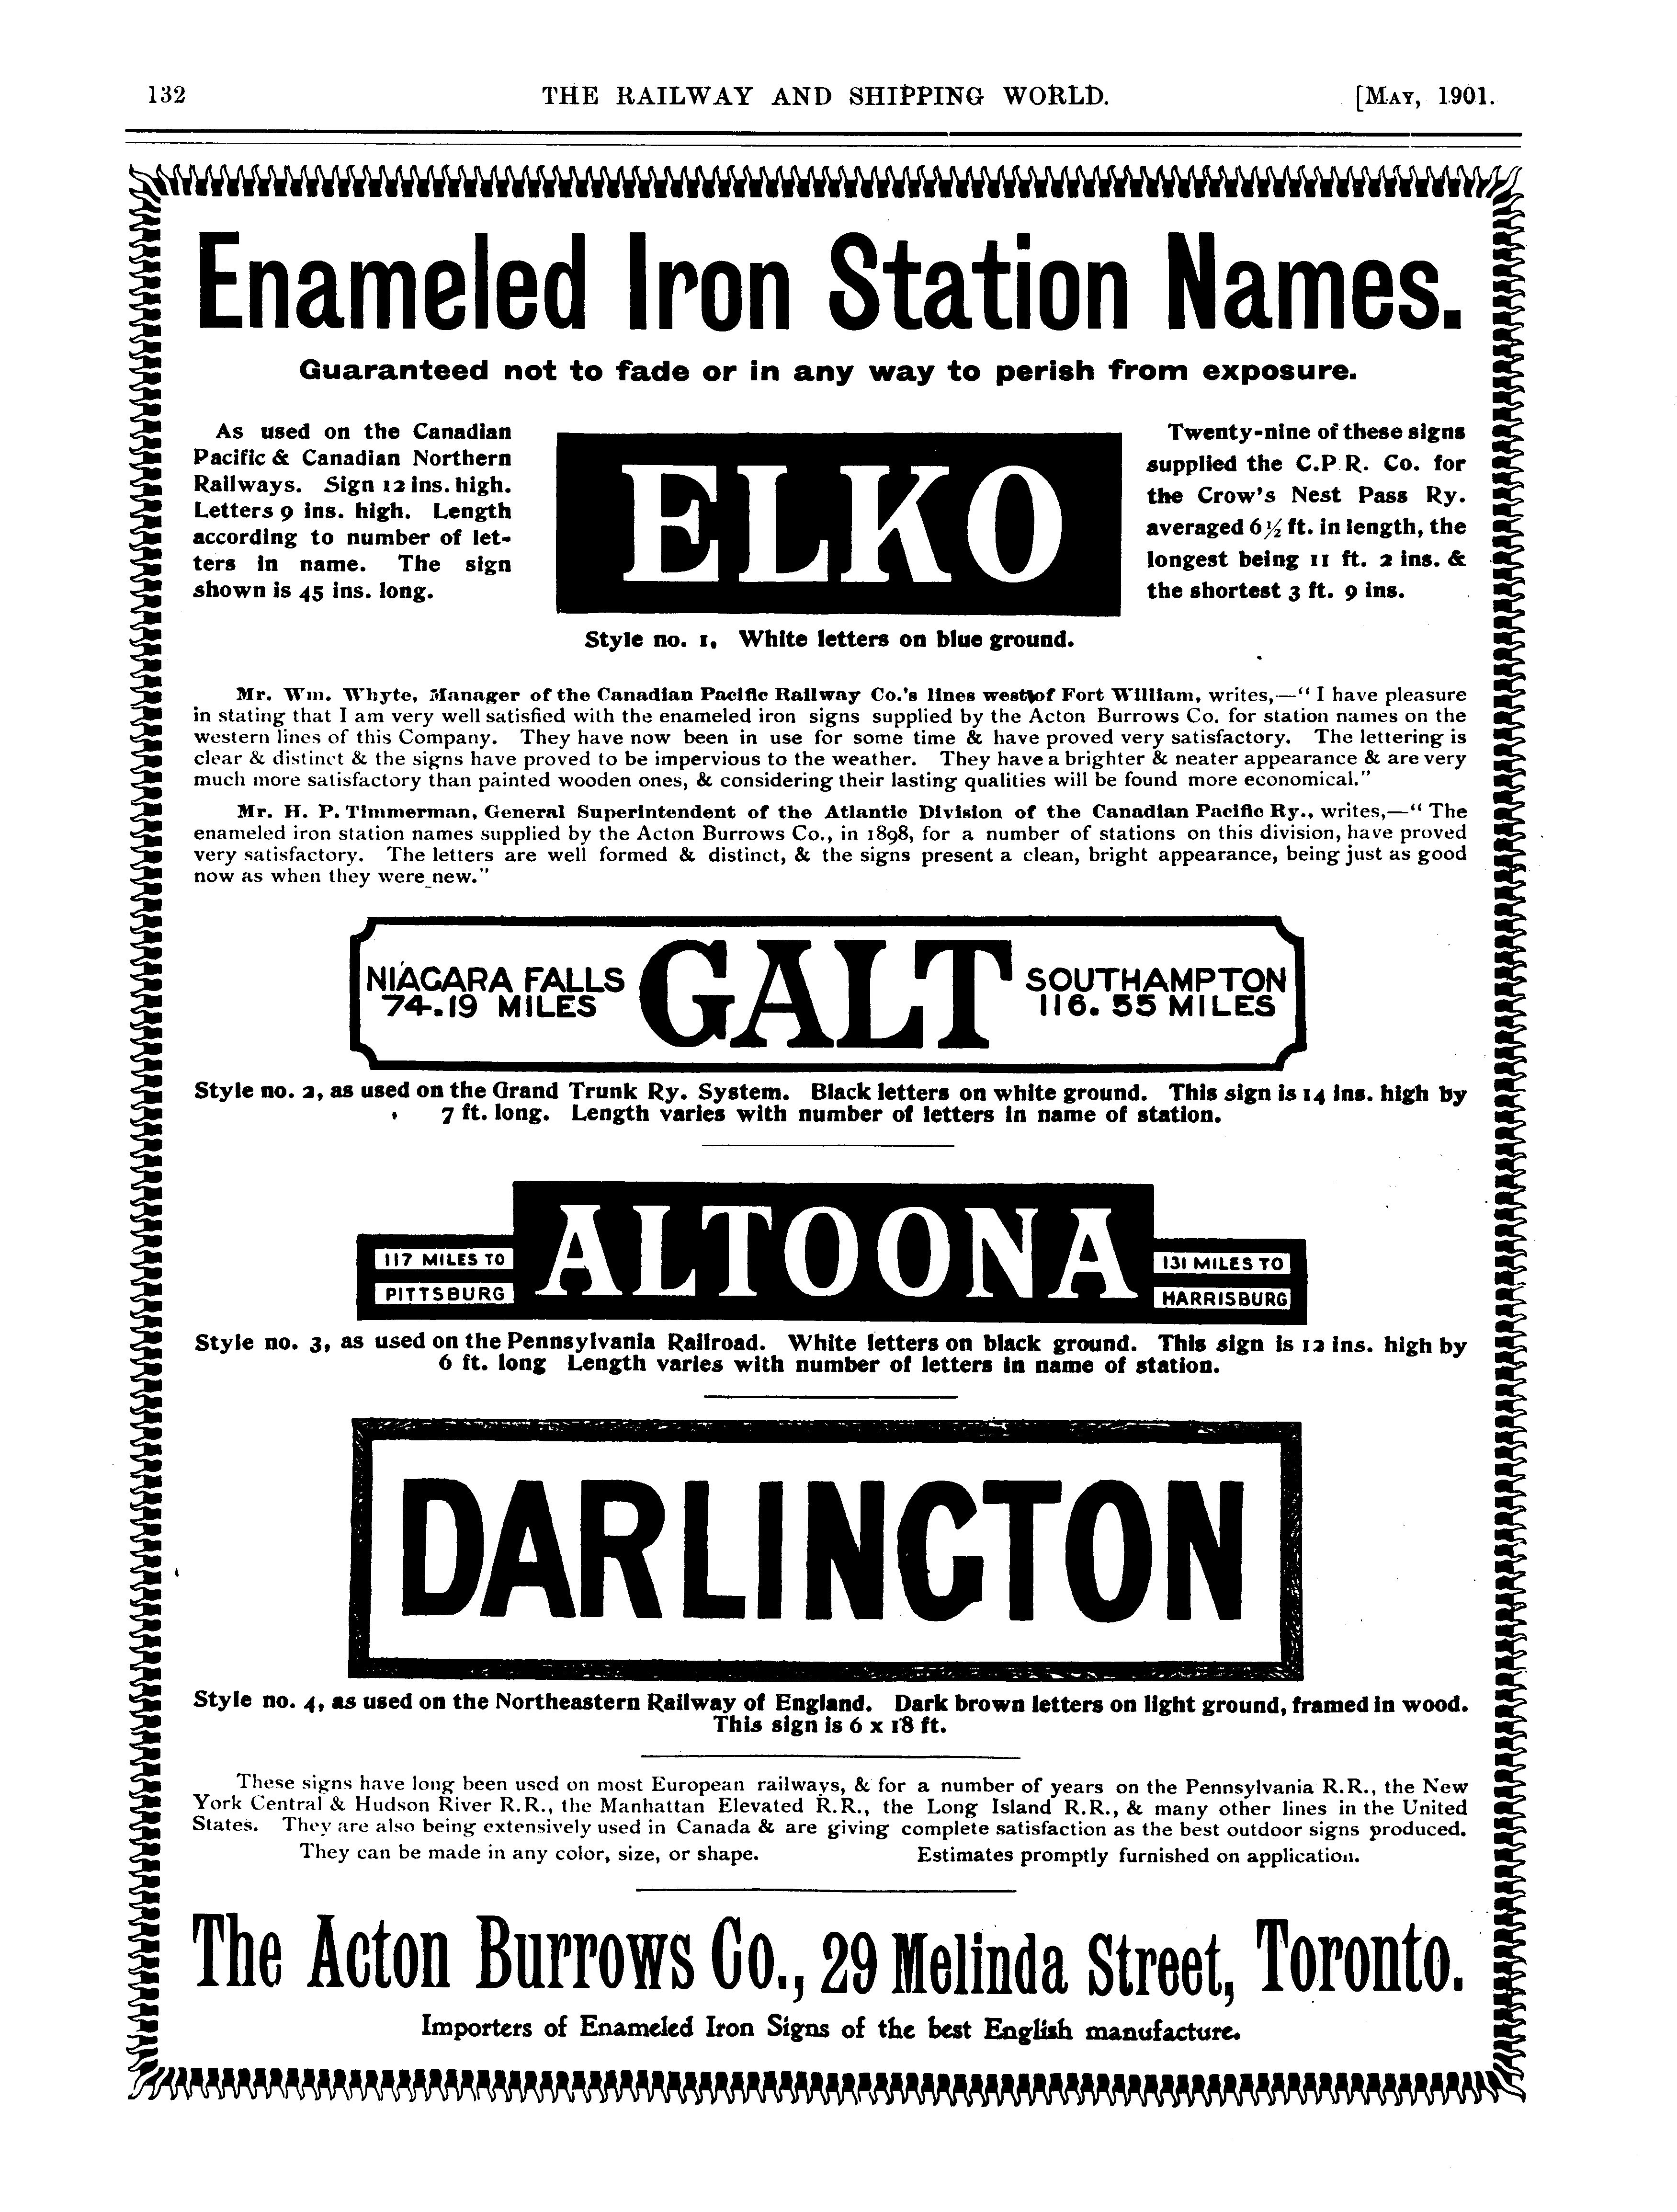 132 THE RAILWAY AND SHIPPING WORLD. [MAY, 1901.
Enameled Iron Station Names.
Guaranteed not to fade or in any way to perish from exposure.
As used on the Canadian
Pacific & Canadian Northern
Railways. Sign 12 ins. high.
Letters 9 ins. high. Length
according to number of let-
ters in name. The sign
shown is 45 ins. long.
ELKO
Twenty-nine of these signs
supplied the C.P.R. Co. for
the Crow's Nest Pass Ry.
averaged 6½ ft. in length, the
longest being 11 ft. 2 ins. &
the shortest 3 ft. 9 ins.
Style no. 1. White letters on blue ground.
Mr. Wm. Whyte, Manager of the Canadian Pacific Railway Co.'s lines west of Fort William, writes,—" I have pleasure
in stating that I am very well satisfied with the enameled iron signs supplied by the Acton Burrows Co. for station names on the
western lines of this Company. They have now been in use for some time & have proved very satisfactory. The lettering is
clear & distinct & the signs have proved to be impervious to the weather. They have a brighter & neater appearance & are very
much more satisfactory than painted wooden ones, & considering their lasting qualities will be found more economical."
Mr. H. P. Timmerman, General Superintendent of the Atlantic Division of the Canadian Pacific Ry., writes,—" The
enameled iron station names supplied by the Acton Burrows Co., in 1898, for a number of stations on this division, have proved
very satisfactory. The letters are well formed & distinct, & the signs present a clean, bright appearance, being just as good
now as when they were new."
NIAGARA FALLS
74.19 MILES
GALT
SOUTHAMPTON
116.55 MILES
Style no. 2, as used on the Grand Trunk Ry. System. Black letters on white ground. This sign is 14 ins. high by
7 ft. long. Length varies with number of letters in name of station.
117 MILES TO
PITTSBURG
ALTOONA
131 MILES TO
HARRISBURG
Style no. 3, as used on the Pennsylvania Railroad. White letters on black ground. This sign is 12 ins. high by
6 ft. long Length varies with number of letters in name of station.
DARLINGTON
Style no. 4, as used on the Northeastern Railway of England. Dark brown letters on light ground, framed in wood.
This sign is 6 x 18 ft.
These signs have long been used on most European railways, & for a number of years on the Pennsylvania R.R., the New
York Central & Hudson River R.R., the Manhattan Elevated R.R., the Long Island R.R., & many other lines in the United
States. They are also being extensively used in Canada & are giving complete satisfaction as the best outdoor signs produced.
They can be made in any color, size, or shape. Estimates promptly furnished on application.
The Acton Burrows Co., 29 Melinda Street, Toronto.
Importers of Enameled Iron Signs of the best English manufacture.